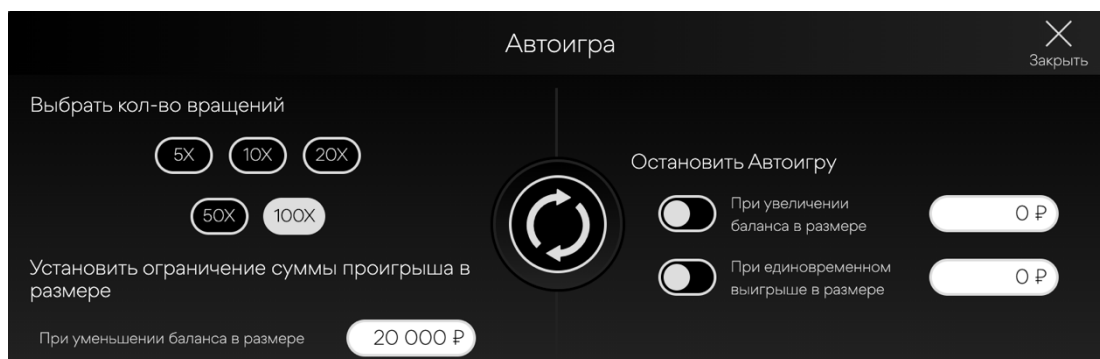 Автоигра
Закрыть
Выбрать кол-во вращений
5X 10X 20X
50X 100X
Установить ограничение суммы проигрыша в
размере
При уменьшении баланса в размере 20 000 ₽
Остановить Автоигру
При увеличении
баланса в размере
0 ₽
При единовременном
выигрыше в размере
0 ₽